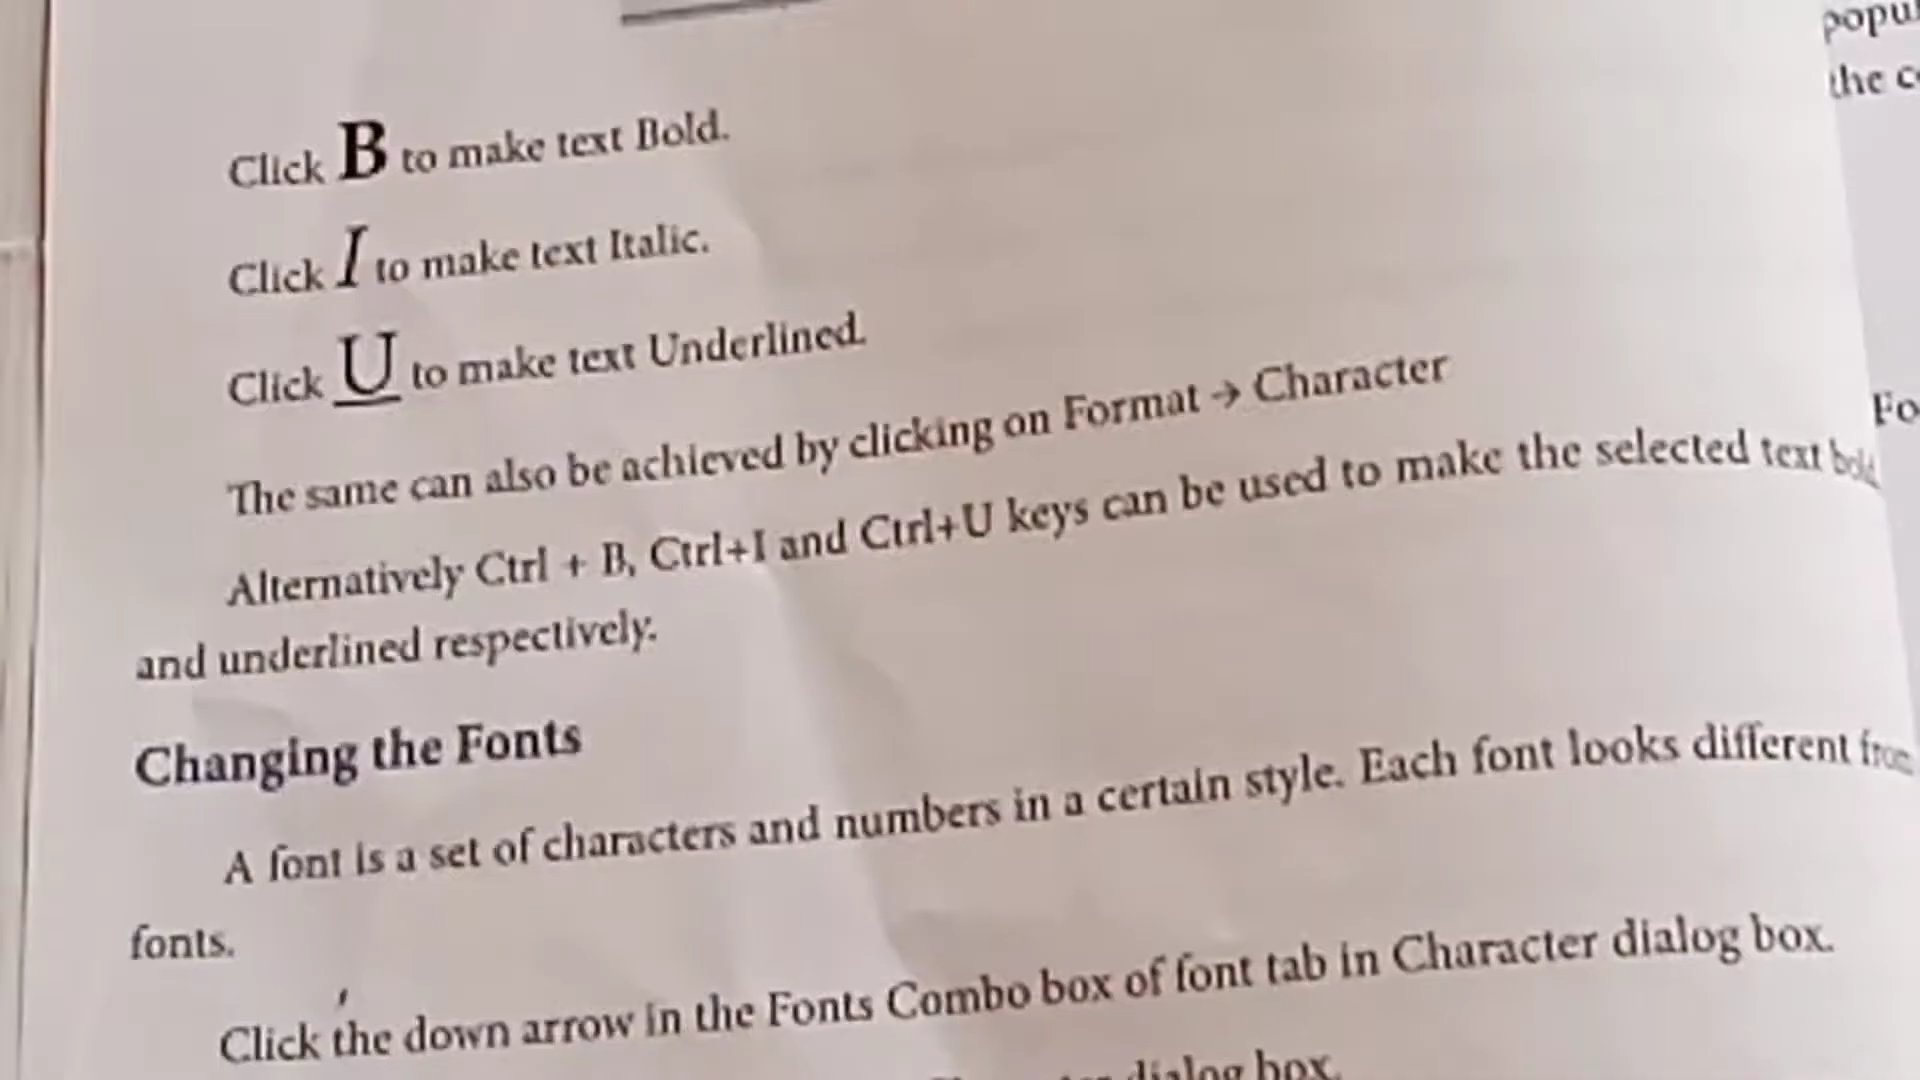 Click B to make text Bold.
Click I to make text Italic.
Click U to make text Underlined.
The same can also be achieved by clicking on Format → Character
Alternatively Ctrl + B, Ctrl+I and Ctrl+U keys can be used to make the selected text bold
and underlined respectively.
Changing the Fonts
A font is a set of characters and numbers in a certain style. Each font looks different from
fonts.
Click the down arrow in the Fonts Combo box of font tab in Character dialog box.
dialog box.
the